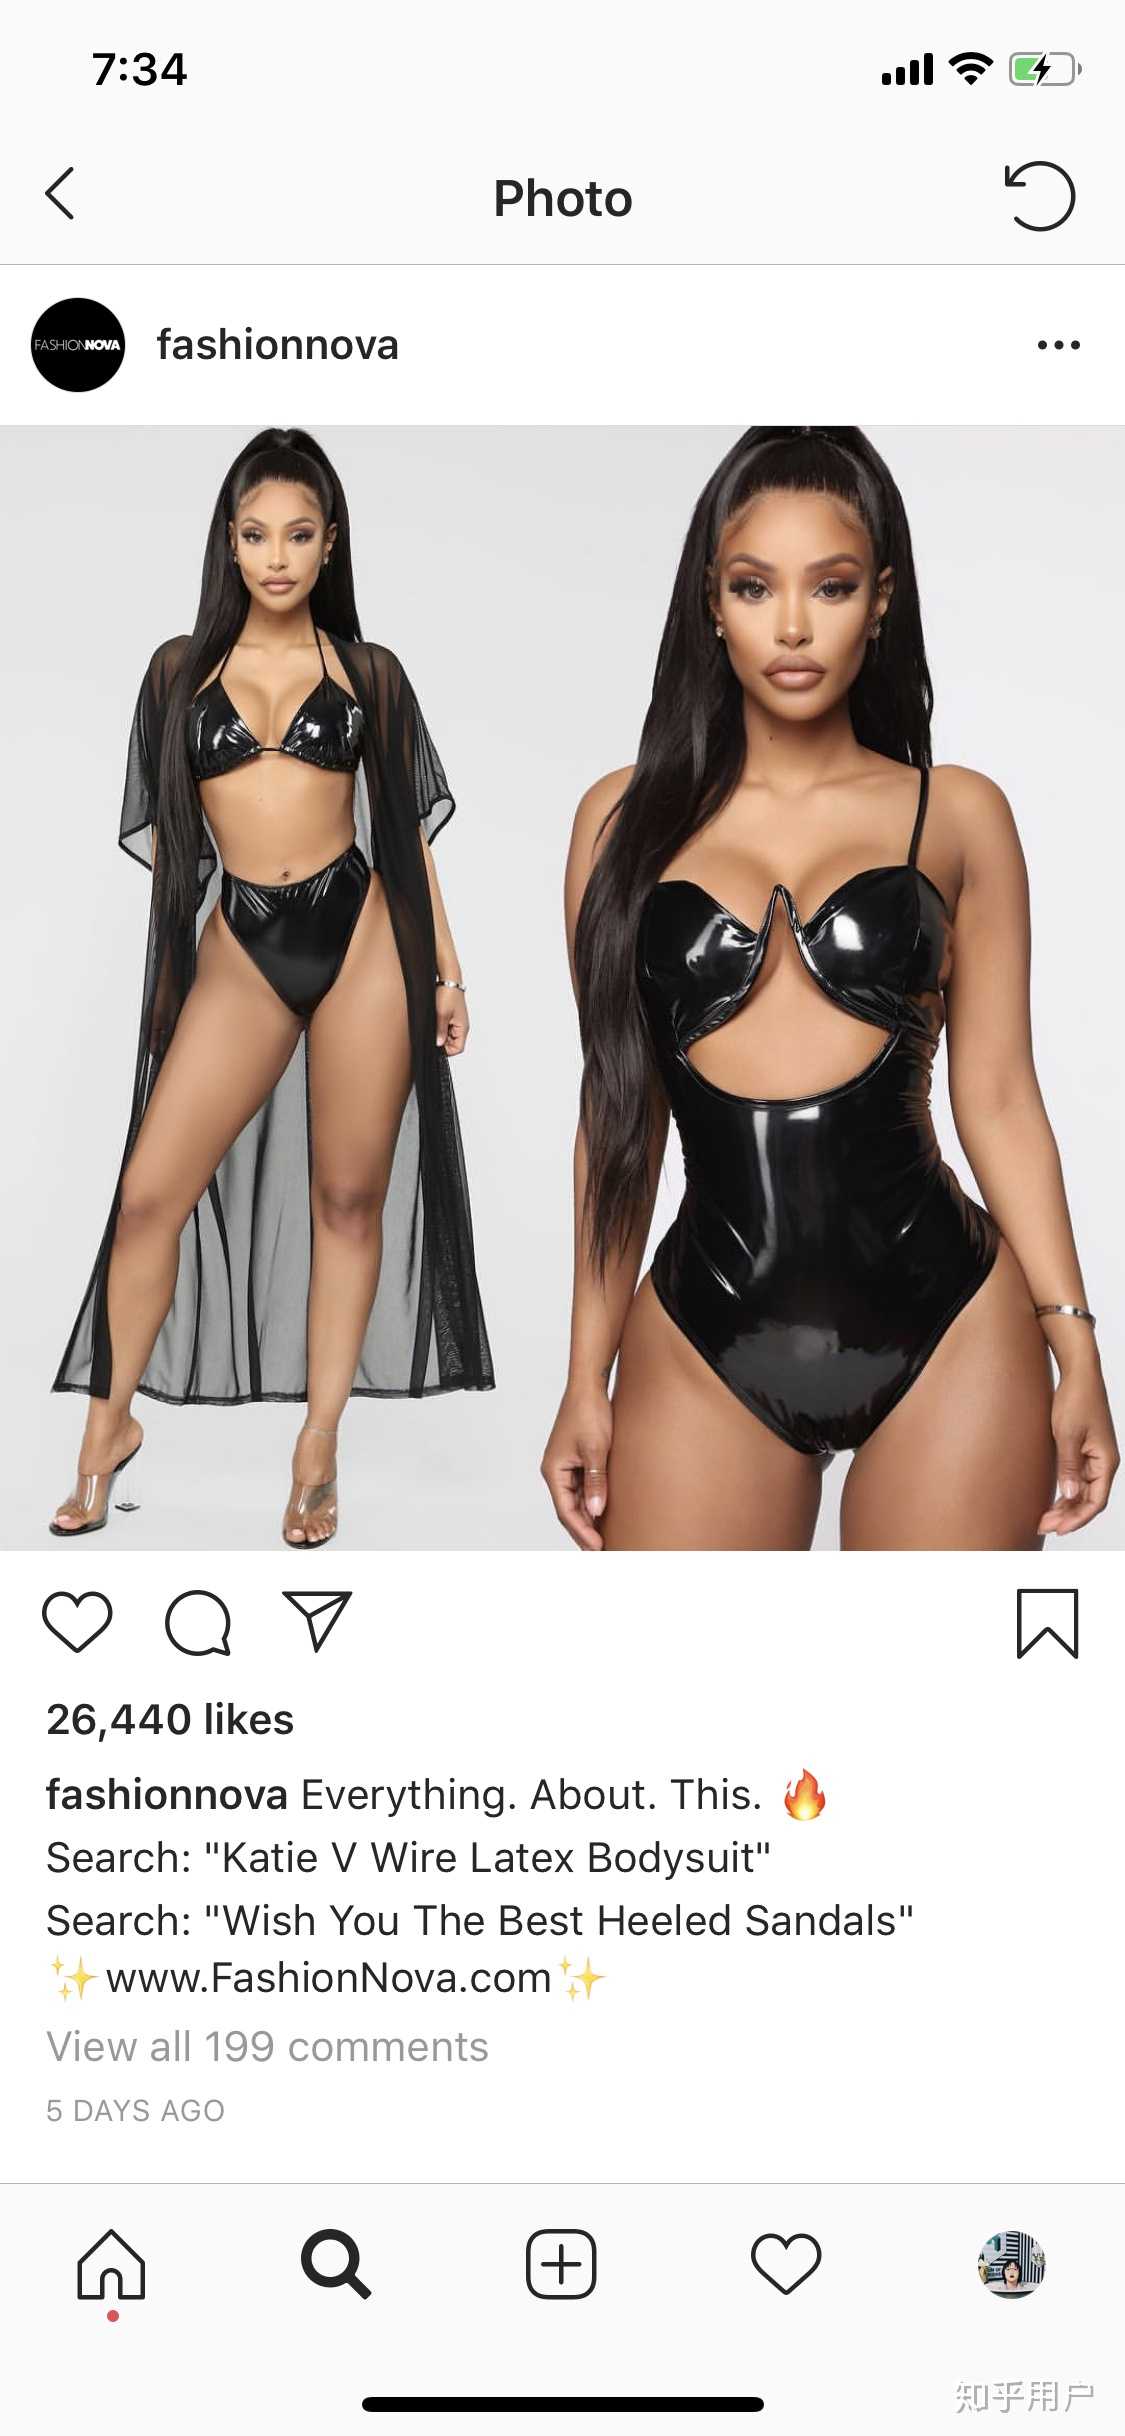 7:34
Photo
FASHIONNOVA
fashionnova
26,440 likes
fashionnova Everything. About. This. 🔥
Search: "Katie V Wire Latex Bodysuit"
Search: "Wish You The Best Heeled Sandals"
✨www.FashionNova.com✨
View all 199 comments
5 DAYS AGO
知乎用户